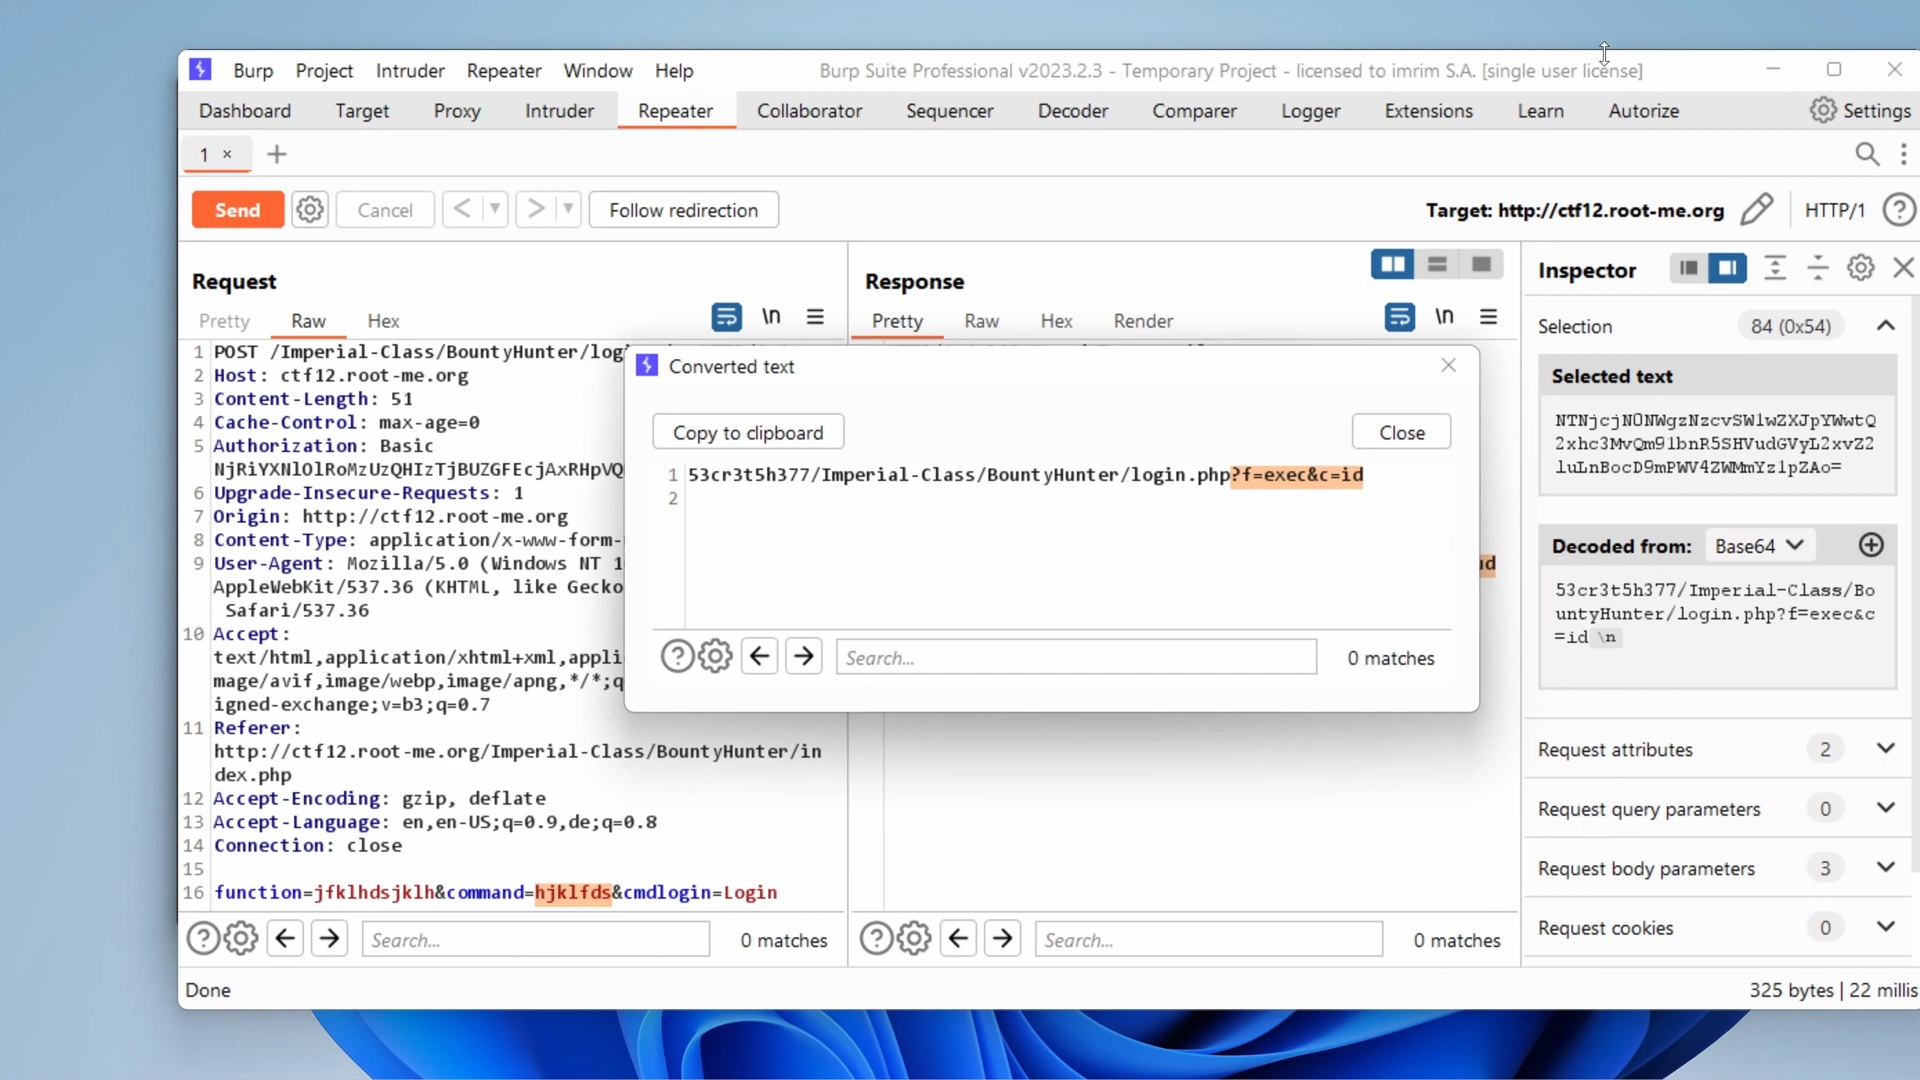 Burp Project Intruder Repeater Window Help
Burp Suite Professional v2023.2.3 - Temporary Project - licensed to imrim S.A. [single user license]
Dashboard Target Proxy Intruder Repeater Collaborator Sequencer Decoder Comparer Logger Extensions Learn Autorize Settings
1 ×
Send Cancel Follow redirection
Target: http://ctf12.root-me.org HTTP/1
Request
Pretty Raw Hex \n
1 POST /Imperial-Class/BountyHunter/log
2 Host: ctf12.root-me.org
3 Content-Length: 51
4 Cache-Control: max-age=0
5 Authorization: Basic
NjRiYXNlOlRoMzUzQHIzTjBUZGFEcjAxRHpVQ
6 Upgrade-Insecure-Requests: 1
7 Origin: http://ctf12.root-me.org
8 Content-Type: application/x-www-form-
9 User-Agent: Mozilla/5.0 (Windows NT 1
AppleWebKit/537.36 (KHTML, like Gecko
Safari/537.36
10 Accept:
text/html,application/xhtml+xml,appli
mage/avif,image/webp,image/apng,*/*;q
igned-exchange;v=b3;q=0.7
11 Referer:
http://ctf12.root-me.org/Imperial-Class/BountyHunter/in
dex.php
12 Accept-Encoding: gzip, deflate
13 Accept-Language: en,en-US;q=0.9,de;q=0.8
14 Connection: close
15
16 function=jfklhdsjklh&command=hjklfds&cmdlogin=Login
Search... 0 matches
Response
Pretty Raw Hex Render \n
Search... 0 matches
Converted text
Copy to clipboard Close
1 53cr3t5h377/Imperial-Class/BountyHunter/login.php?f=exec&c=id
2
Search... 0 matches
Inspector
Selection 84 (0x54)
Selected text
NTNjcjN0NWgzNzcvSW1wZXJpYWwtQ
2xhc3MvQm91bnR5SHVudGVyL2xvZ2
luLnBocD9mPWV4ZWMmYz1pZAo=
Decoded from: Base64
53cr3t5h377/Imperial-Class/Bo
untyHunter/login.php?f=exec&c
=id \n
Request attributes 2
Request query parameters 0
Request body parameters 3
Request cookies 0
Done
325 bytes | 22 millis